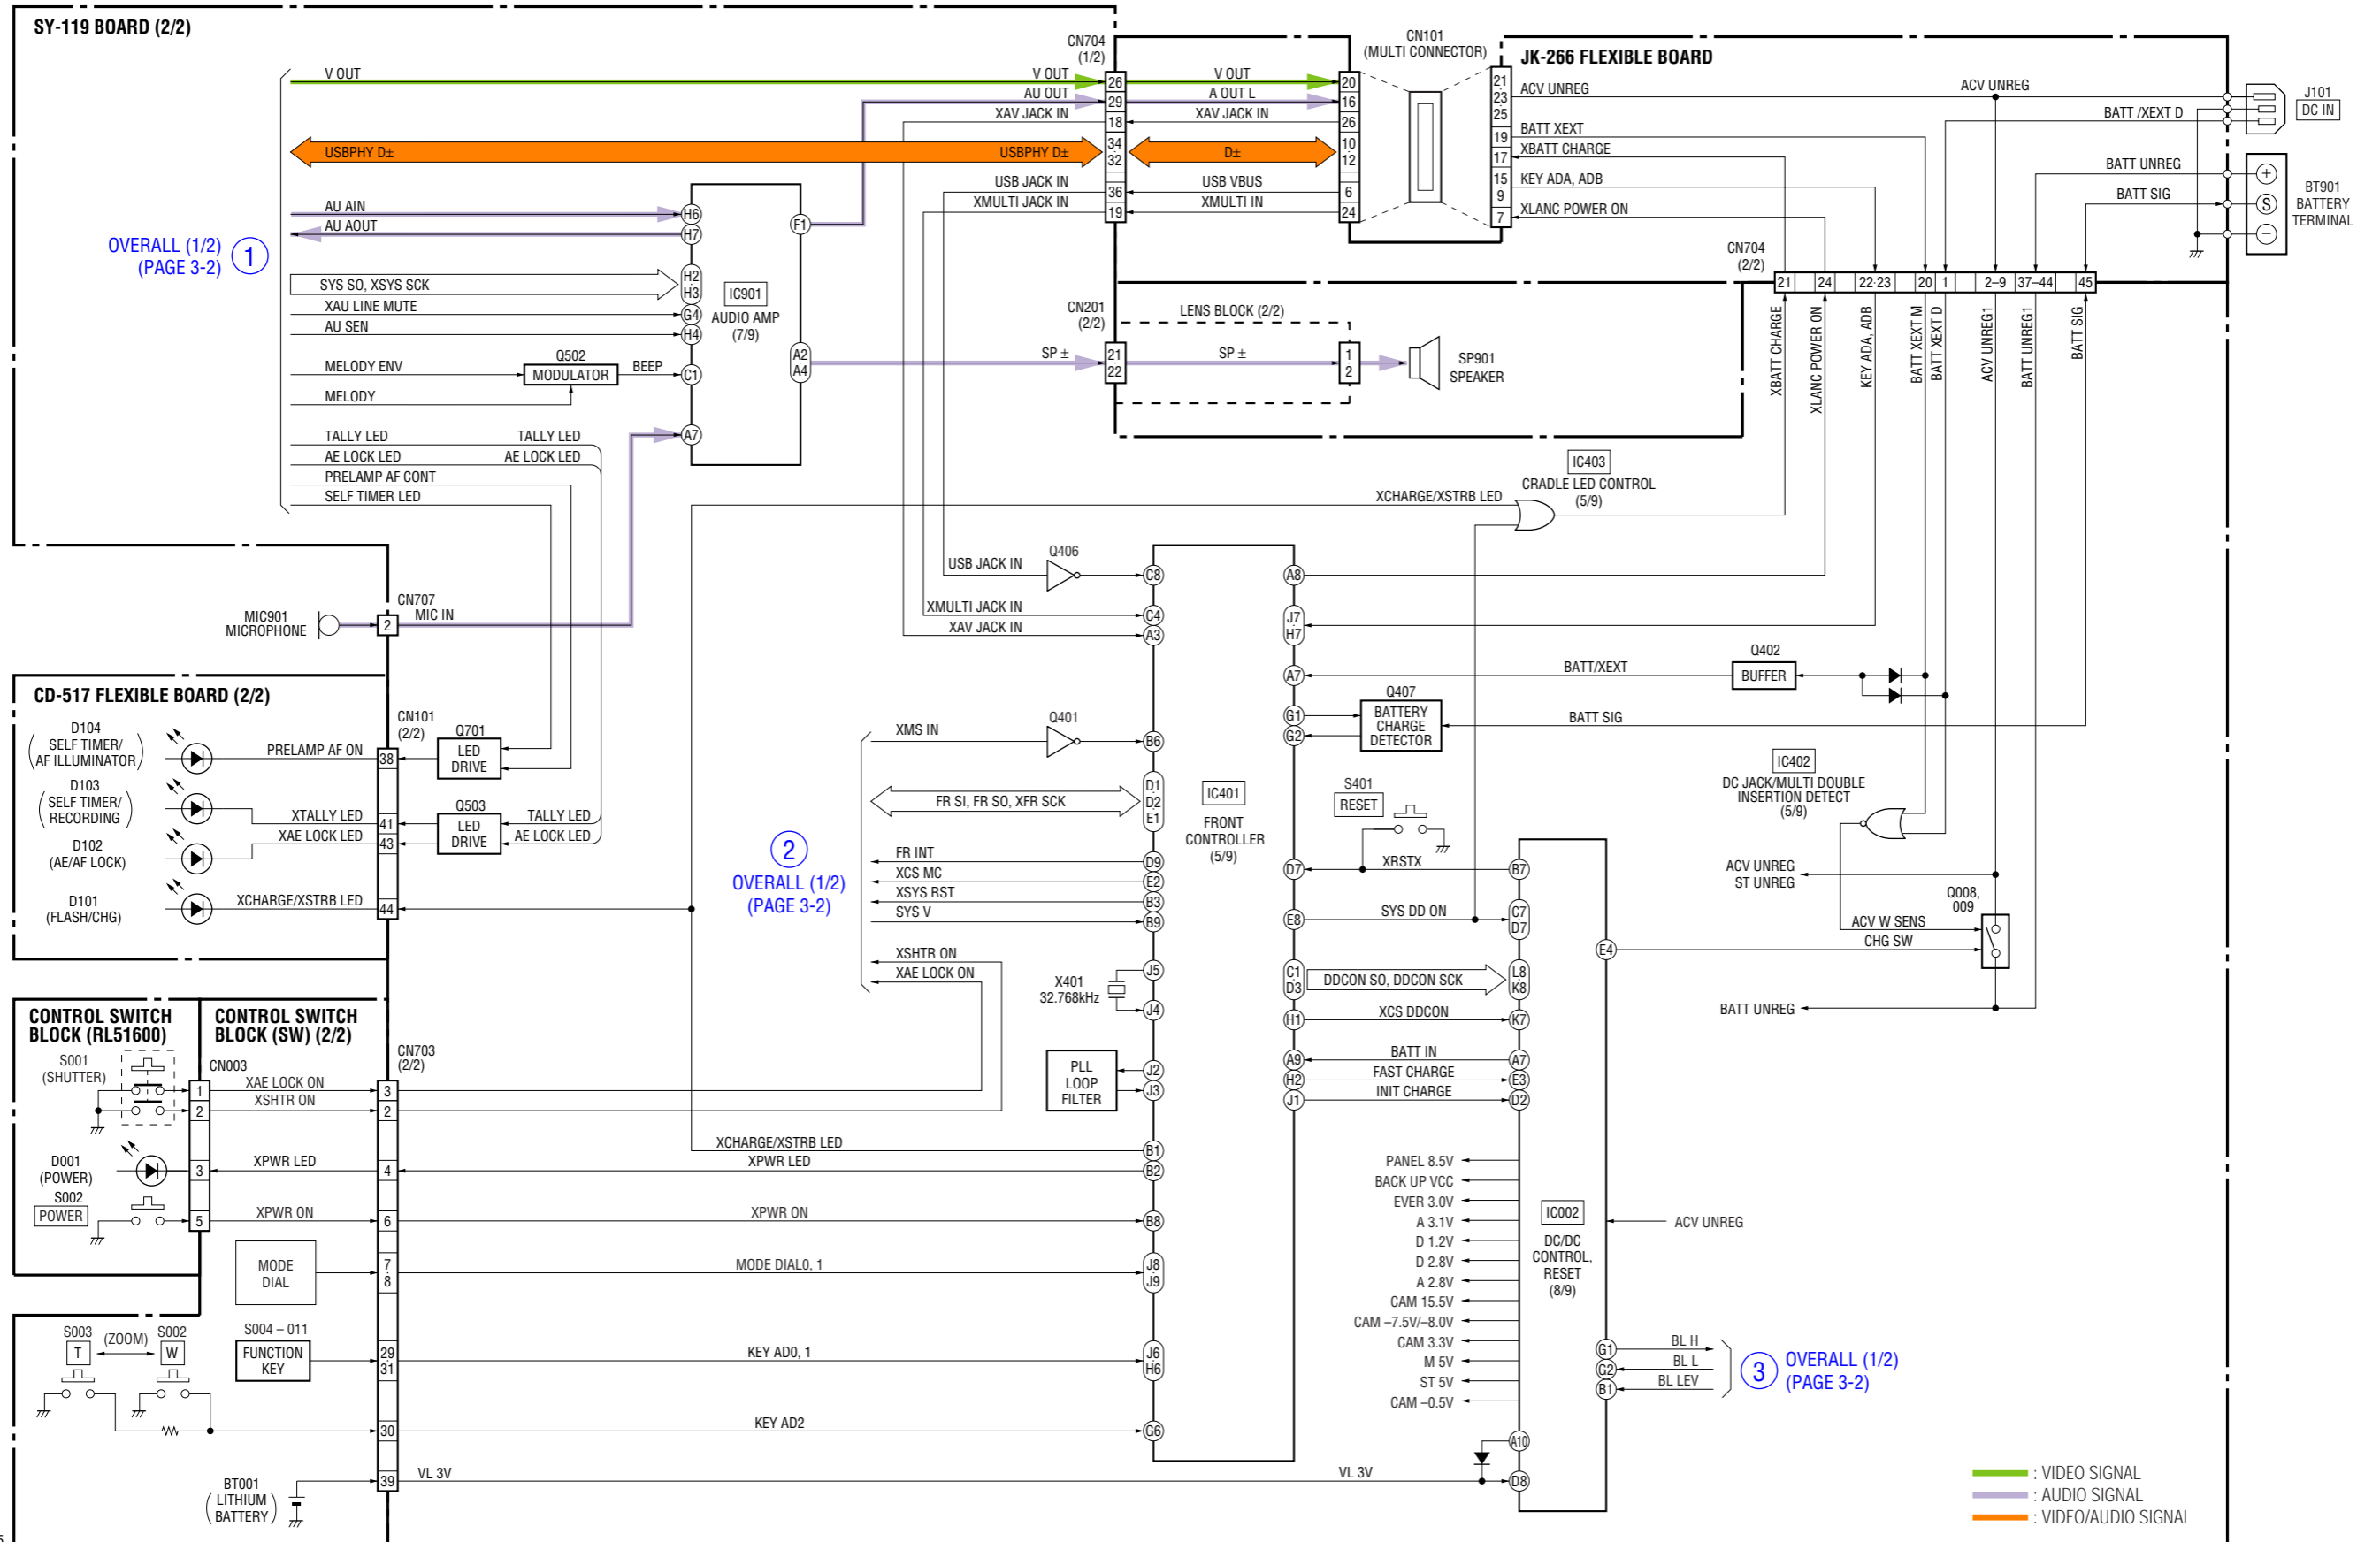 SY-119 BOARD (2/2)
V OUT
V OUT
AU OUT
XAV JACK IN
USBPHY D±
USBPHY D±
USB JACK IN
XMULTI JACK IN
CN704
(1/2)
26
29
18
34
32
36
19
V OUT
A OUT L
XAV JACK IN
D±
USB VBUS
XMULTI IN
20
16
26
10
12
6
24
CN101
(MULTI CONNECTOR)
JK-266 FLEXIBLE BOARD
21
23
25
19
17
15
9
7
ACV UNREG
ACV UNREG
BATT XEXT
XBATT CHARGE
KEY ADA, ADB
XLANC POWER ON
BATT /XEXT D
BATT UNREG
BATT SIG
J101
DC IN
+
S
−
BT901
BATTERY
TERMINAL
CN704
(2/2)
21
24
22·23
20
1
2–9
37–44
45
XBATT CHARGE
XLANC POWER ON
KEY ADA, ADB
BATT XEXT M
BATT XEXT D
ACV UNREG1
BATT UNREG1
BATT SIG
OVERALL (1/2)
(PAGE 3-2)
1
AU AIN
AU AOUT
SYS SO, XSYS SCK
XAU LINE MUTE
AU SEN
MELODY ENV
MELODY
Q502
MODULATOR
BEEP
H6
H7
H2
H3
G4
H4
C1
A7
F1
A2
A4
IC901
AUDIO AMP
(7/9)
SP ±
CN201
(2/2)
21
22
LENS BLOCK (2/2)
SP ±
1
2
SP901
SPEAKER
TALLY LED
TALLY LED
AE LOCK LED
AE LOCK LED
PRELAMP AF CONT
SELF TIMER LED
XCHARGE/XSTRB LED
IC403
CRADLE LED CONTROL
(5/9)
MIC901
MICROPHONE
CN707
2
MIC IN
CD-517 FLEXIBLE BOARD (2/2)
D104
SELF TIMER/
AF ILLUMINATOR
D103
SELF TIMER/
RECORDING
D102
(AE/AF LOCK)
D101
(FLASH/CHG)
PRELAMP AF ON
XTALLY LED
XAE LOCK LED
XCHARGE/XSTRB LED
CN101
(2/2)
38
41
43
44
Q701
LED
DRIVE
Q503
LED
DRIVE
TALLY LED
AE LOCK LED
USB JACK IN
Q406
XMULTI JACK IN
XAV JACK IN
XMS IN
Q401
FR SI, FR SO, XFR SCK
2
OVERALL (1/2)
(PAGE 3-2)
FR INT
XCS MC
XSYS RST
SYS V
XSHTR ON
XAE LOCK ON
X401
32.768kHz
PLL
LOOP
FILTER
C8
C4
A3
B6
D1
D2
E1
D9
E2
B3
B9
J5
J4
J2
J3
B1
B2
B8
J8
J9
J6
H6
G6
IC401
FRONT
CONTROLLER
(5/9)
A8
J7
H7
A7
G1
G2
D7
E8
C1
D3
H1
A9
H2
J1
BATT/XEXT
Q402
BUFFER
Q407
BATTERY
CHARGE
DETECTOR
BATT SIG
S401
RESET
XRSTX
SYS DD ON
DDCON SO, DDCON SCK
XCS DDCON
BATT IN
FAST CHARGE
INIT CHARGE
IC402
DC JACK/MULTI DOUBLE
INSERTION DETECT
(5/9)
ACV UNREG
ST UNREG
Q008,
009
ACV W SENS
CHG SW
BATT UNREG
B7
C7
D7
L8
K8
K7
A7
E3
D2
E4
PANEL 8.5V
BACK UP VCC
EVER 3.0V
A 3.1V
D 1.2V
D 2.8V
A 2.8V
CAM 15.5V
CAM –7.5V/–8.0V
CAM 3.3V
M 5V
ST 5V
CAM –0.5V
IC002
DC/DC
CONTROL,
RESET
(8/9)
ACV UNREG
G1
G2
B1
BL H
BL L
BL LEV
3
OVERALL (1/2)
(PAGE 3-2)
A10
D8
CONTROL SWITCH
BLOCK (RL51600)
CONTROL SWITCH
BLOCK (SW) (2/2)
S001
(SHUTTER)
D001
(POWER)
S002
POWER
CN003
1
2
3
5
XAE LOCK ON
XSHTR ON
XPWR LED
XPWR ON
CN703
(2/2)
3
2
4
6
7
8
29
31
30
39
XCHARGE/XSTRB LED
XPWR LED
XPWR ON
MODE
DIAL
MODE DIAL0, 1
S003
T
(ZOOM)
S002
W
S004 – 011
FUNCTION
KEY
KEY AD0, 1
KEY AD2
BT001
LITHIUM
BATTERY
VL 3V
VL 3V
: VIDEO SIGNAL
: AUDIO SIGNAL
: VIDEO/AUDIO SIGNAL